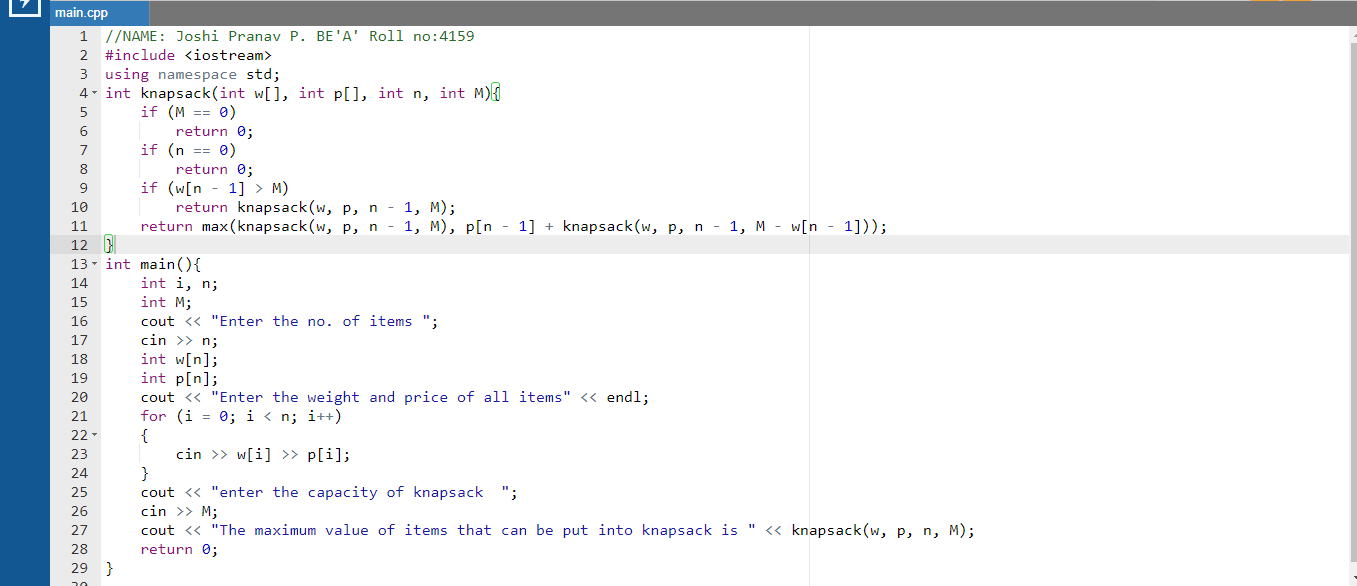 main.cpp
1 //NAME: Joshi Pranav P. BE'A' Roll no:4159
2 #include <iostream>
3 using namespace std;
4 int knapsack(int w[], int p[], int n, int M){
5     if (M == 0)
6         return 0;
7     if (n == 0)
8         return 0;
9     if (w[n - 1] > M)
10         return knapsack(w, p, n - 1, M);
11     return max(knapsack(w, p, n - 1, M), p[n - 1] + knapsack(w, p, n - 1, M - w[n - 1]));
12 }
13 int main(){
14     int i, n;
15     int M;
16     cout << "Enter the no. of items ";
17     cin >> n;
18     int w[n];
19     int p[n];
20     cout << "Enter the weight and price of all items" << endl;
21     for (i = 0; i < n; i++)
22     {
23         cin >> w[i] >> p[i];
24     }
25     cout << "enter the capacity of knapsack  ";
26     cin >> M;
27     cout << "The maximum value of items that can be put into knapsack is " << knapsack(w, p, n, M);
28     return 0;
29 }
30